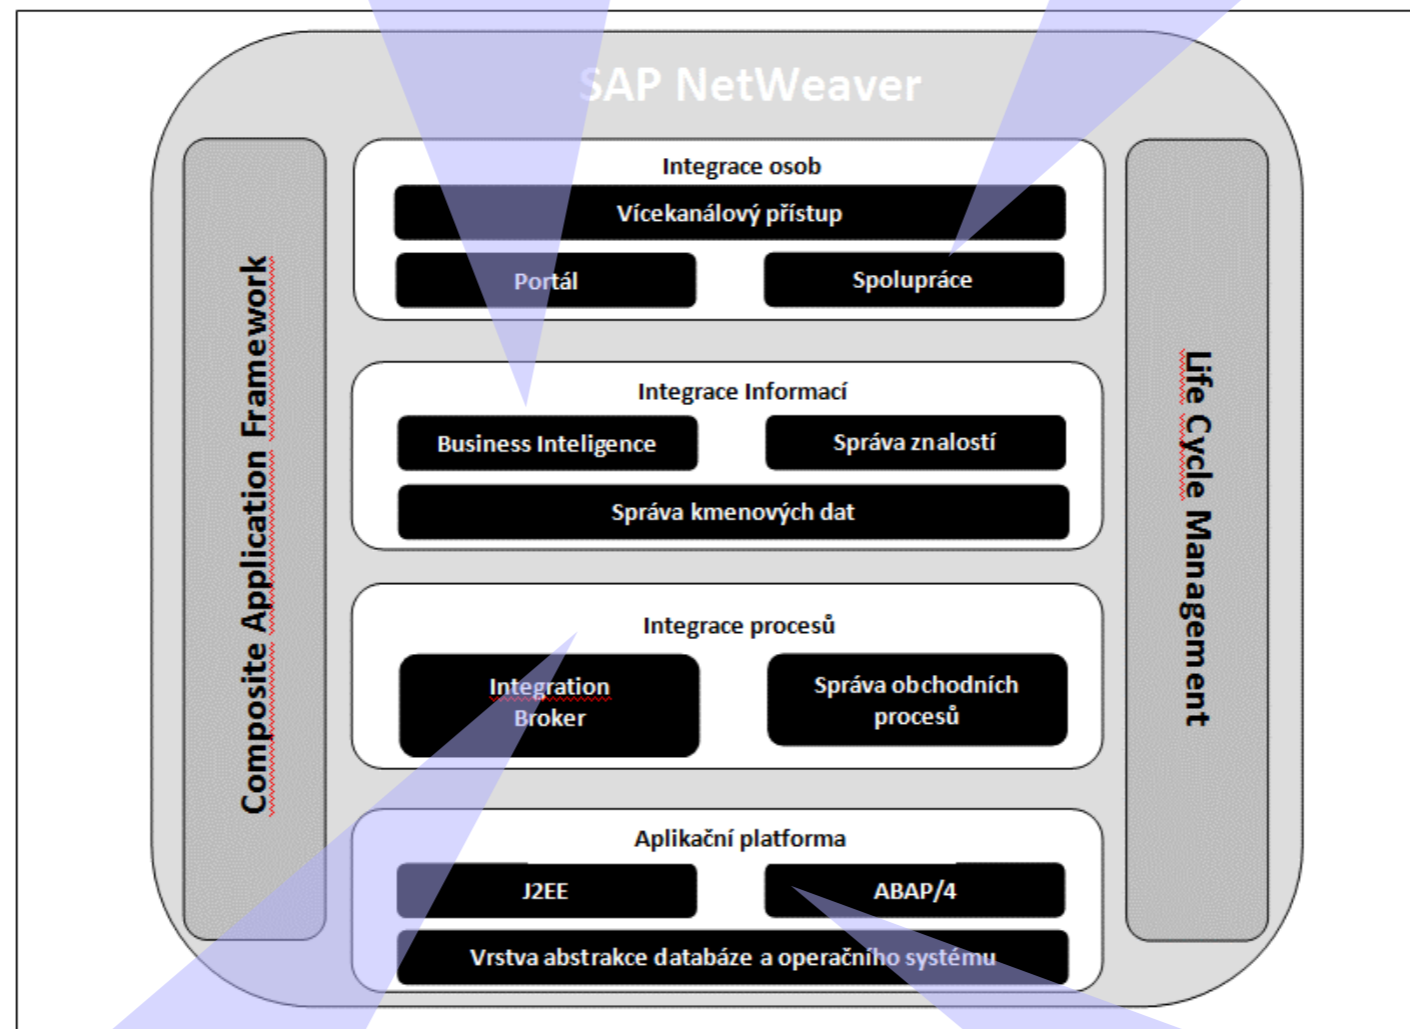 SAP NetWeaver
Composite Application Framework
Integrace osob
Vícekanálový přístup
Portál
Spolupráce
Integrace Informací
Business Inteligence
Správa znalostí
Správa kmenových dat
Integrace procesů
Integration
Broker
Správa obchodních
procesů
Aplikační platforma
J2EE
ABAP/4
Vrstva abstrakce databáze a operačního systému
Life Cycle Management